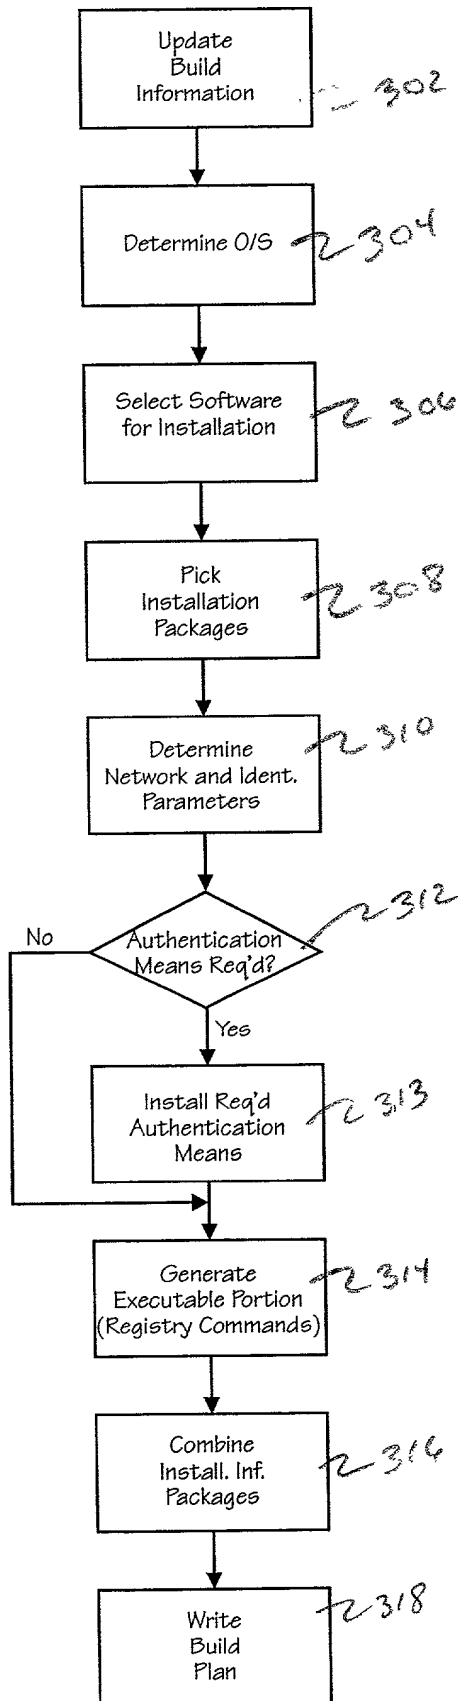 Update
Build
Information
302
Determine O/S
304
Select Software
for Installation
306
Pick
Installation
Packages
308
Determine
Network and Ident.
Parameters
310
Authentication
Means Req'd?
312
No
Yes
Install Req'd
Authentication
Means
313
Generate
Executable Portion
(Registry Commands)
314
Combine
Install. Inf.
Packages
316
Write
Build
Plan
318